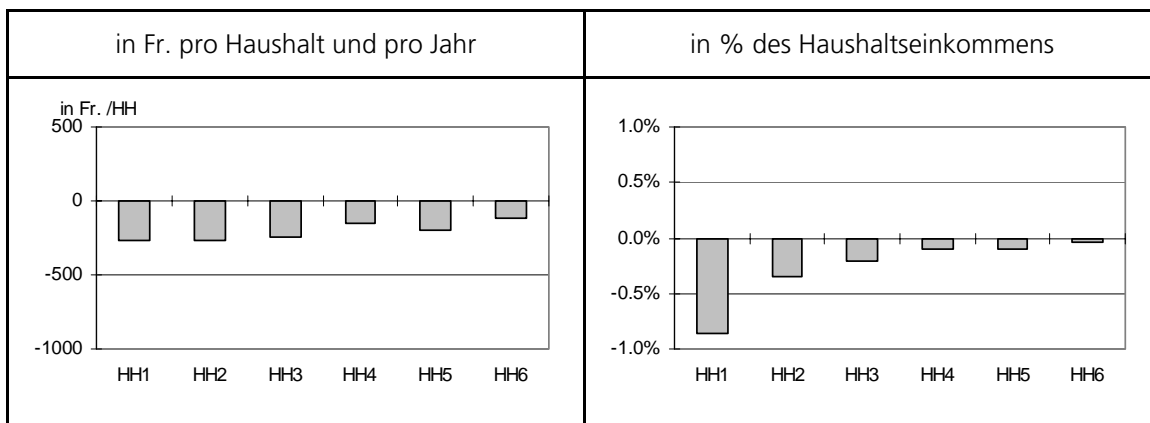 in Fr. pro Haushalt und pro Jahr
in % des Haushaltseinkommens
in Fr. /HH
500
0
-500
-1000
HH1 HH2 HH3 HH4 HH5 HH6
1.0%
0.5%
0.0%
-0.5%
-1.0%
HH1 HH2 HH3 HH4 HH5 HH6